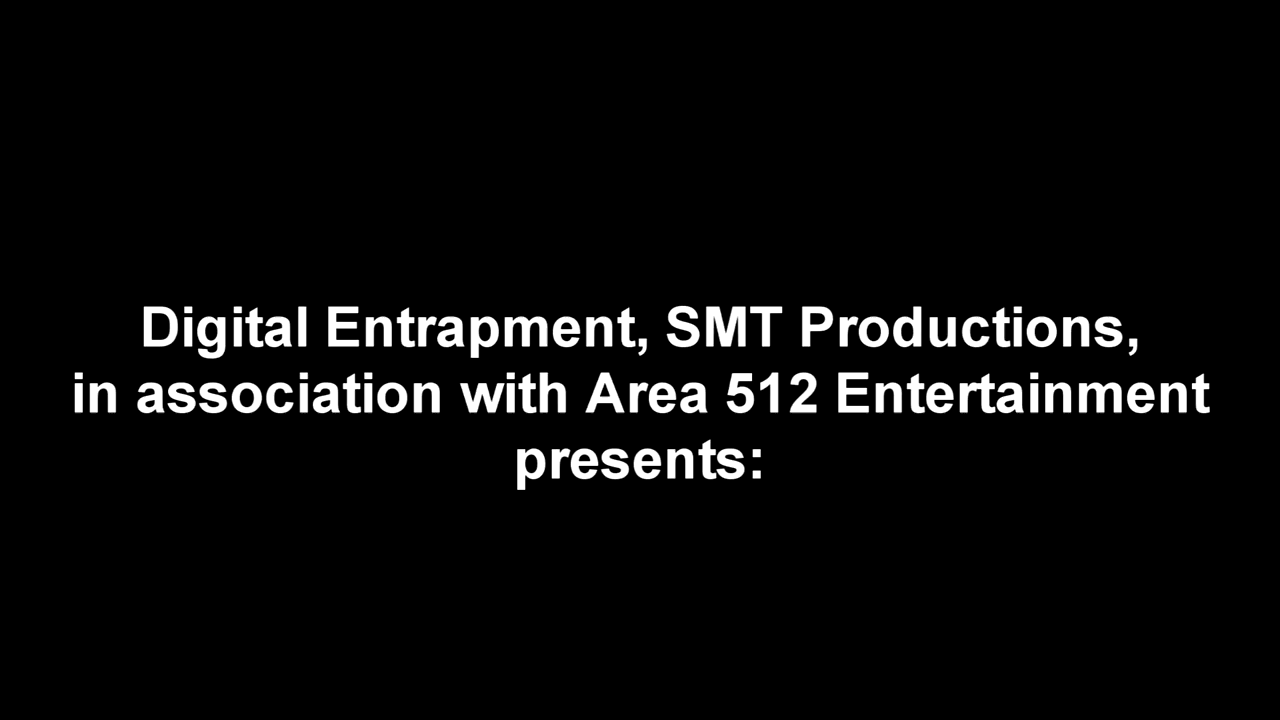 Digital Entrapment, SMT Productions,
in association with Area 512 Entertainment
presents: